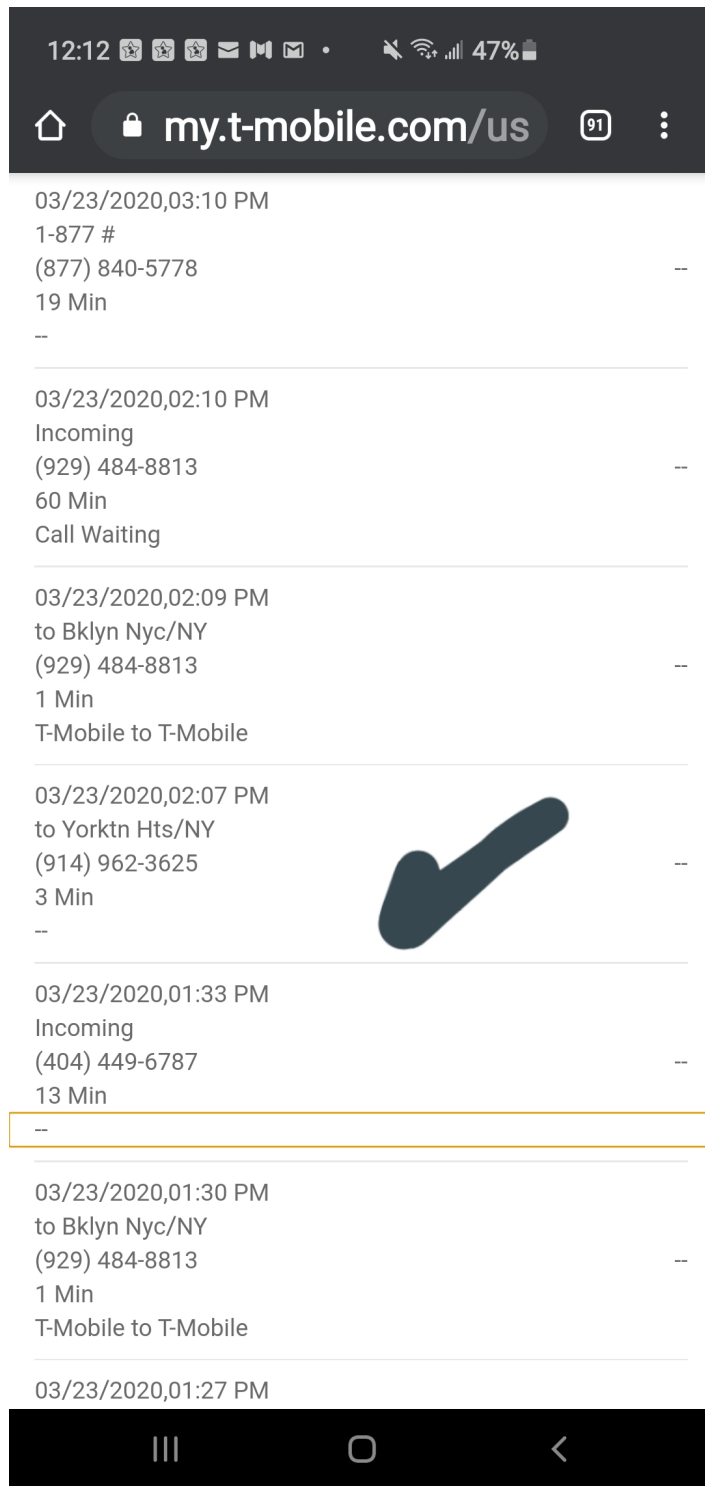 12:12 47%
my.t-mobile.com/us 91
03/23/2020,03:10 PM
1-877 #
(877) 840-5778 --
19 Min
--
03/23/2020,02:10 PM
Incoming
(929) 484-8813 --
60 Min
Call Waiting
03/23/2020,02:09 PM
to Bklyn Nyc/NY
(929) 484-8813 --
1 Min
T-Mobile to T-Mobile
03/23/2020,02:07 PM
to Yorktn Hts/NY
(914) 962-3625 --
3 Min
--
03/23/2020,01:33 PM
Incoming
(404) 449-6787 --
13 Min
--
03/23/2020,01:30 PM
to Bklyn Nyc/NY
(929) 484-8813 --
1 Min
T-Mobile to T-Mobile
03/23/2020,01:27 PM